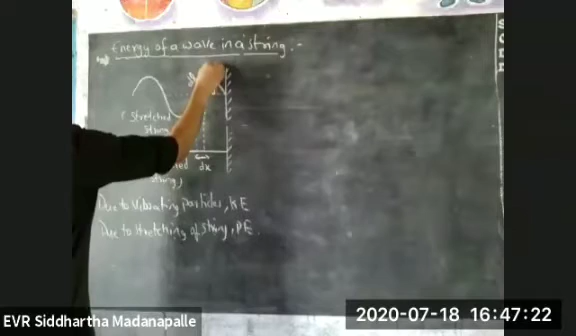 Energy of a wave in a string :-
( Stretched
string
dx
string)
Due to vibrating particles, KE
Due to stretching of string, PE.
EVR Siddhartha Madanapalle
2020-07-18 16:47:22